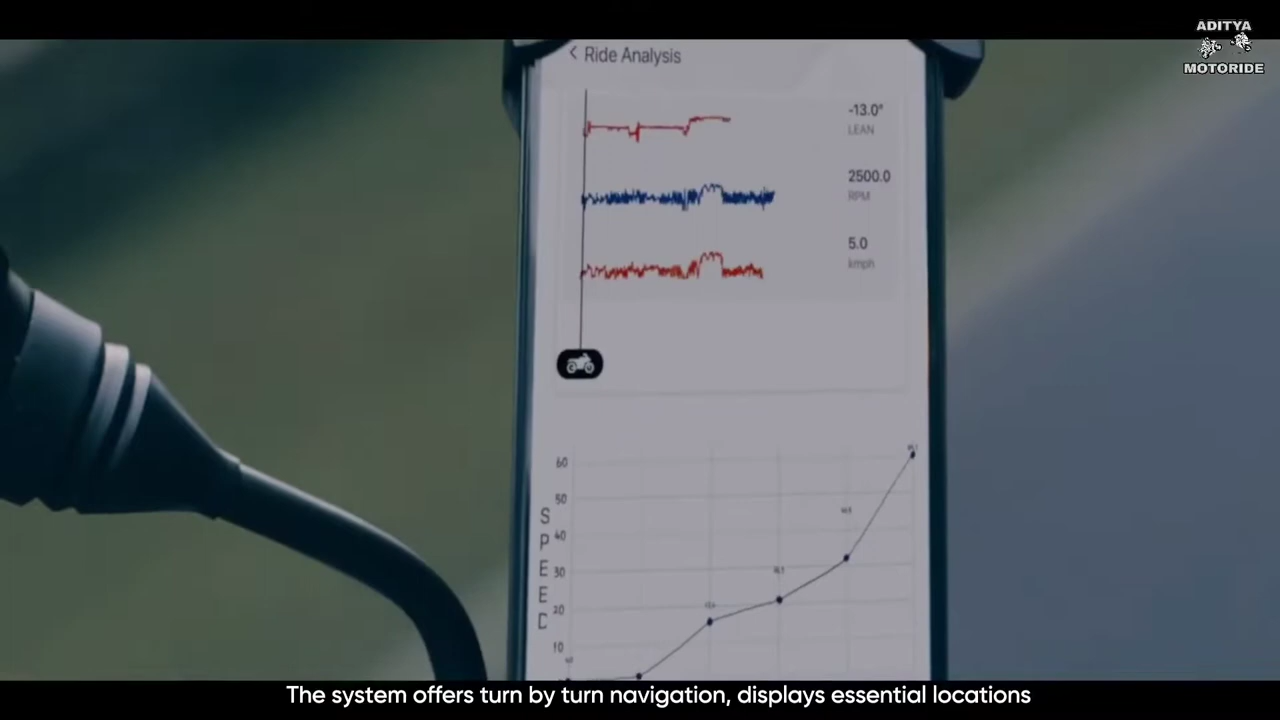 ADITYA
MOTORIDE
Ride Analysis
-13.0°
LEAN
2500.0
RPM
5.0
kmph
60
50
40
30
20
10
SPEED
The system offers turn by turn navigation, displays essential locations